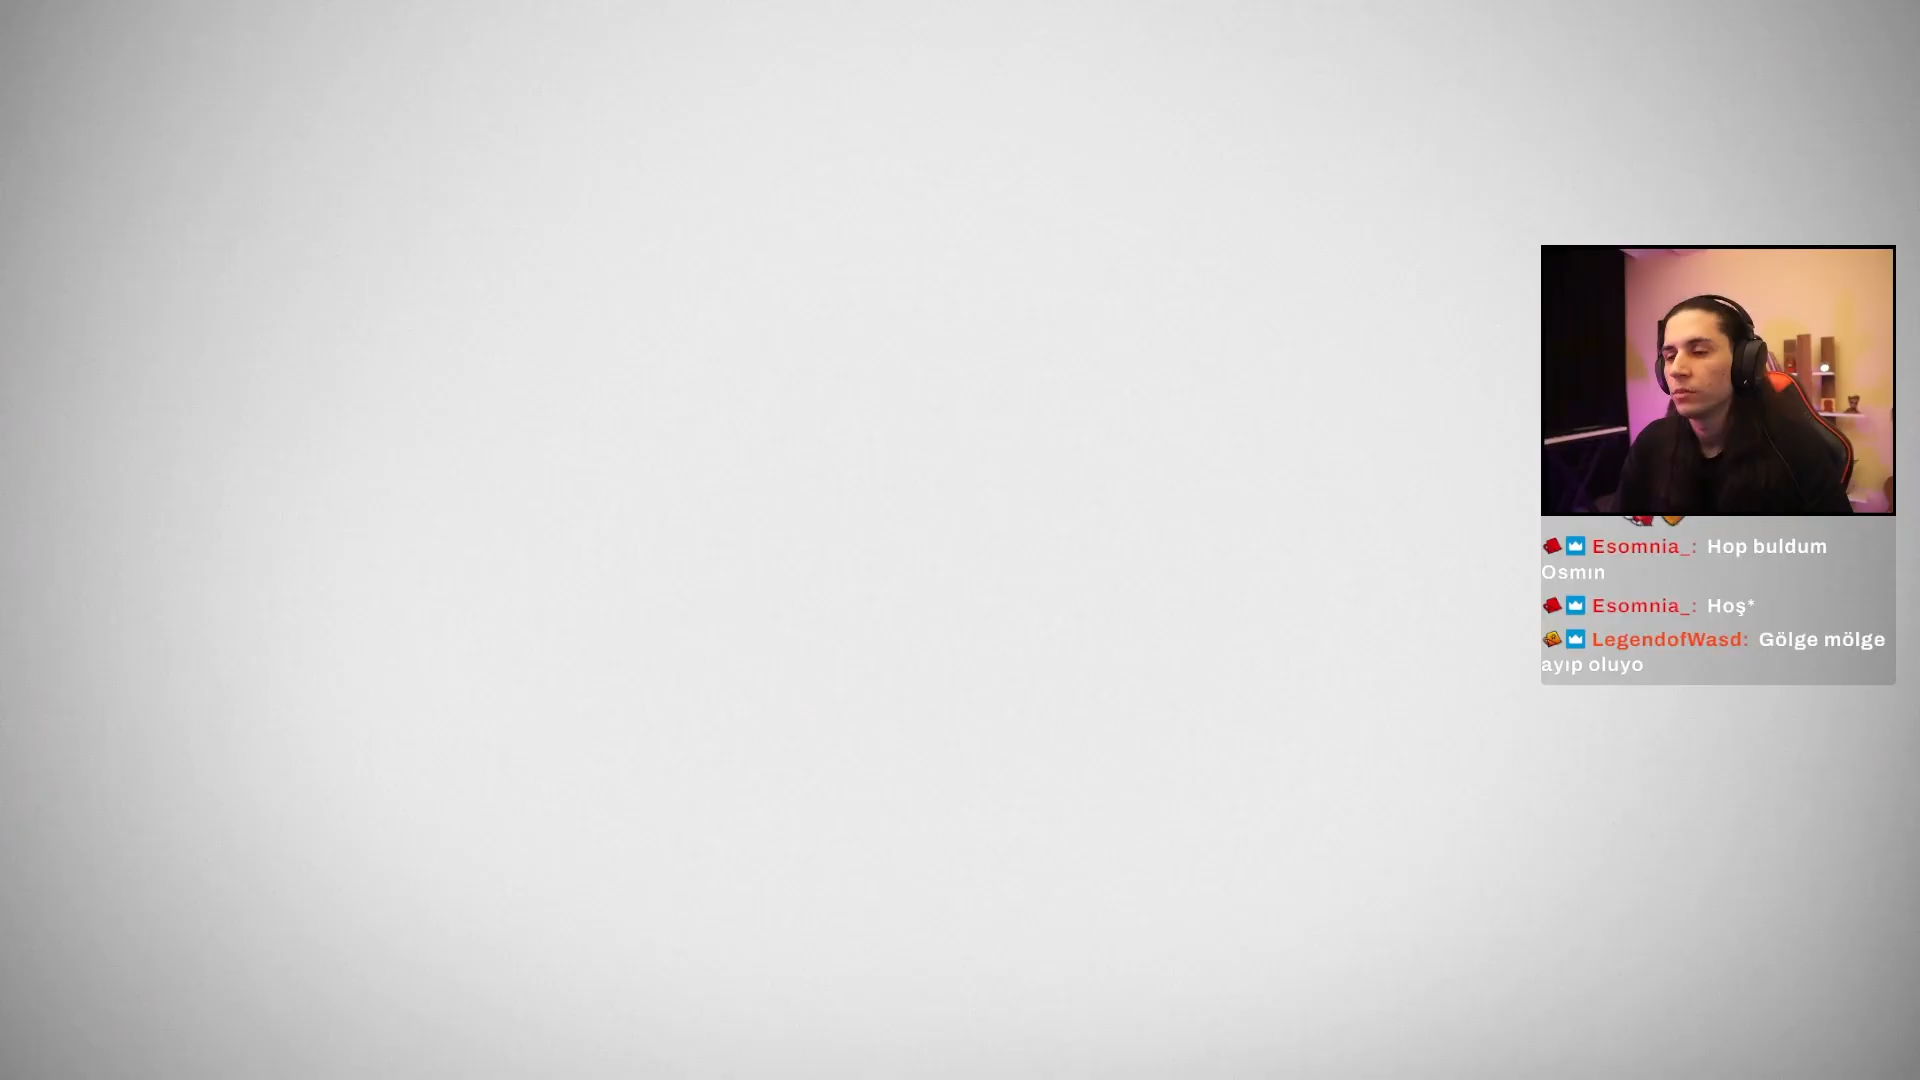 Esomnia_: Hop buldum
Osmın
Esomnia_: Hoş*
LegendofWasd: Gölge mölge
ayıp oluyo